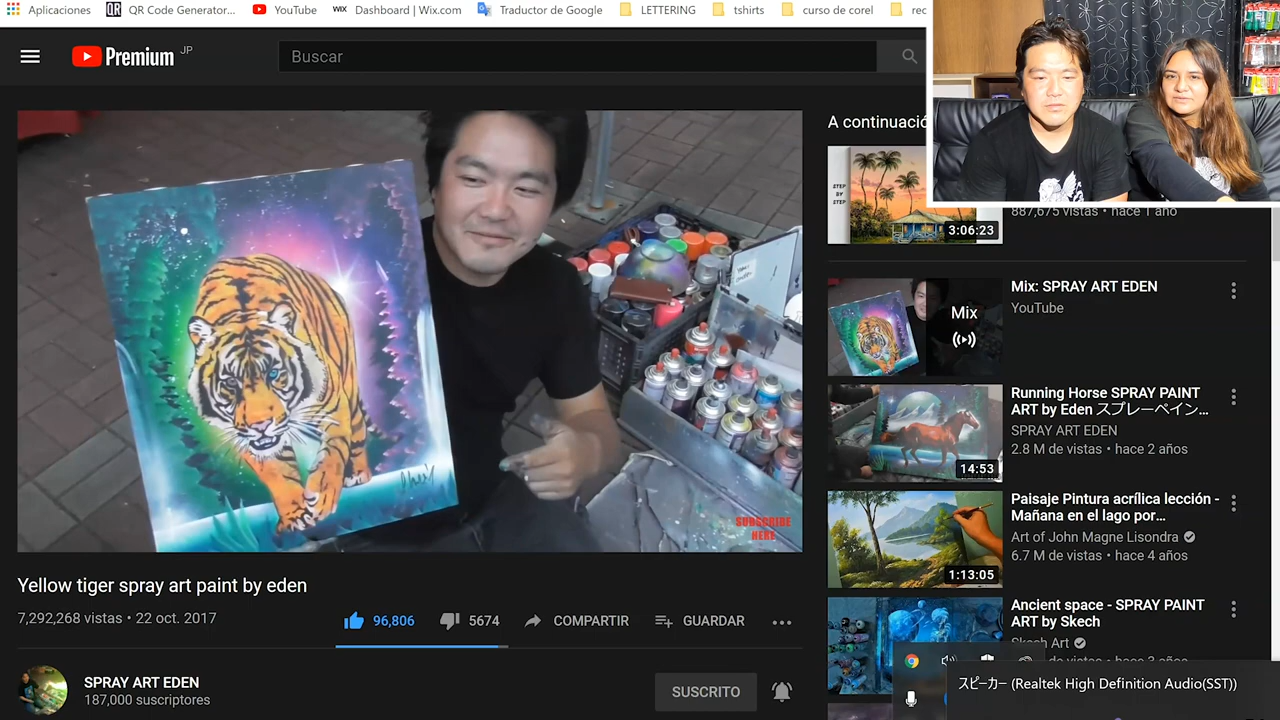 Aplicaciones
QR
QR Code Generator...
YouTube
WIX
Dashboard | Wix.com
Traductor de Google
LETTERING
tshirts
curso de corel
rec
Premium JP
Buscar
A continuació
STEP
BY
STEP
3:06:23
887,675 vistas • hace 1 año
Mix
Mix: SPRAY ART EDEN
YouTube
14:53
Running Horse SPRAY PAINT
ART by Eden スプレーペイン...
SPRAY ART EDEN
2.8 M de vistas • hace 2 años
SUBSCRIBE
HERE
1:13:05
Paisaje Pintura acrílica lección -
Mañana en el lago por...
Art of John Magne Lisondra
6.7 M de vistas • hace 4 años
Yellow tiger spray art paint by eden
7,292,268 vistas • 22 oct. 2017
96,806
5674
COMPARTIR
GUARDAR
Ancient space - SPRAY PAINT
ART by Skech
Skech Art
SPRAY ART EDEN
187,000 suscriptores
SUSCRITO
スピーカー (Realtek High Definition Audio(SST))